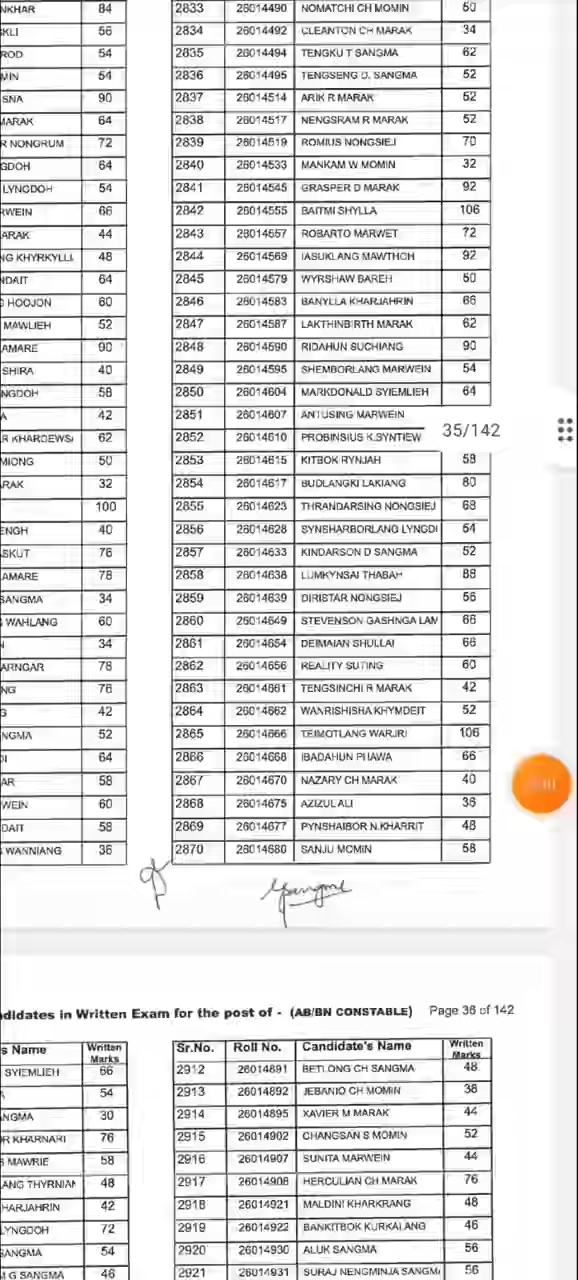 NKHAR 84 2833 26014490 NOMATCHI CH MOMIN 50
KLI 56 2834 26014492 CLEANTON CH MARAK 34
ROD 54 2835 26014494 TENGKU T SANGMA 62
MIN 54 2836 26014495 TENGSENG D. SANGMA 52
SNA 90 2837 26014514 ARIK R MARAK 52
MARAK 64 2838 26014517 NENGSRAM R MARAK 52
R NONGRUM 72 2839 26014519 ROMIUS NONGSIEJ 70
GDOH 64 2840 26014533 MANKAM W MOMIN 32
LYNGDOH 54 2841 26014545 GRASPER D MARAK 92
RWEIN 66 2842 26014555 BAITMI SHYLLA 106
ARAK 44 2843 26014557 ROBARTO MARWET 72
NG KHYRKYLL 48 2844 26014569 IASUKLANG MAWTHOH 92
NDAIT 64 2845 26014579 WYRSHAW BAREH 50
HOOJON 60 2846 26014583 BANYLLA KHARJAHRIN 66
MAWLIEH 52 2847 26014587 LAKTHINBIRTH MARAK 62
AMARE 90 2848 26014590 RIDAHUN SUCHIANG 90
SHIRA 40 2849 26014595 SHEMBORLANG MARWEIN 54
NGDOH 58 2850 26014604 MARKDONALD SYIEMLIEH 64
A 42 2851 26014607 ANTUSING MARWEIN
R KHARDEWS 62 2852 26014610 PROBINSIUS K.SYNTIEW 35/142
MIONG 50 2853 26014615 KITBOK RYNJAH 58
RAK 32 2854 26014617 BUDLANGKI LAKIANG 80
100 2855 26014623 THRANDARSING NONGSIEJ 68
ENGH 40 2856 26014628 SYNSHARBORLANG LYNGD 54
SKUT 76 2857 26014633 KINDARSON D SANGMA 52
AMARE 78 2858 26014638 LUMKYNSAI THABAH 88
SANGMA 34 2859 26014639 DIRISTAR NONGSIEJ 56
WAHLANG 60 2860 26014649 STEVENSON GASHNGA LAM 66
34 2861 26014654 DEIMAIAN SHULLAI 66
ARNGAR 78 2862 26014656 REALITY SUTING 60
NG 76 2863 26014661 TENGSINCHI R MARAK 42
42 2864 26014662 WANRISHISHA KHYMDEIT 52
NGMA 52 2865 26014666 TEIMOTLANG WARJRI 106
64 2866 26014668 IBADAHUN PHAWA 66
AR 58 2867 26014670 NAZARY CH MARAK 40
WEIN 60 2868 26014675 AZIZUL ALI 36
DAIT 58 2869 26014677 PYNSHAIBOR N.KHARRIT 48
WANNIANG 36 2870 26014680 SANJU MOMIN 58
ndidates in Written Exam for the post of - (AB/BN CONSTABLE) Page 36 of 142
s Name Written Marks Sr.No. Roll No. Candidate's Name Written Marks
SYIEMLIEH 66 2912 26014891 BETLONG CH SANGMA 48
54 2913 26014892 JEBANIO CH MOMIN 38
NGMA 30 2914 26014895 XAVIER M MARAK 44
R KHARNARI 76 2915 26014902 CHANGSAN S MOMIN 52
MAWRIE 58 2916 26014907 SUNITA MARWEIN 44
ANG THYRNIAN 48 2917 26014908 HERCULIAN CH MARAK 76
HARJAHRIN 42 2918 26014921 MALDINI KHARKRANG 48
LYNGDOH 72 2919 26014922 BANKITBOK KURKALANG 46
SANGMA 54 2920 26014930 ALUK SANGMA 56
G SANGMA 46 2921 26014931 SURAJ NENGMINJA SANGM 56